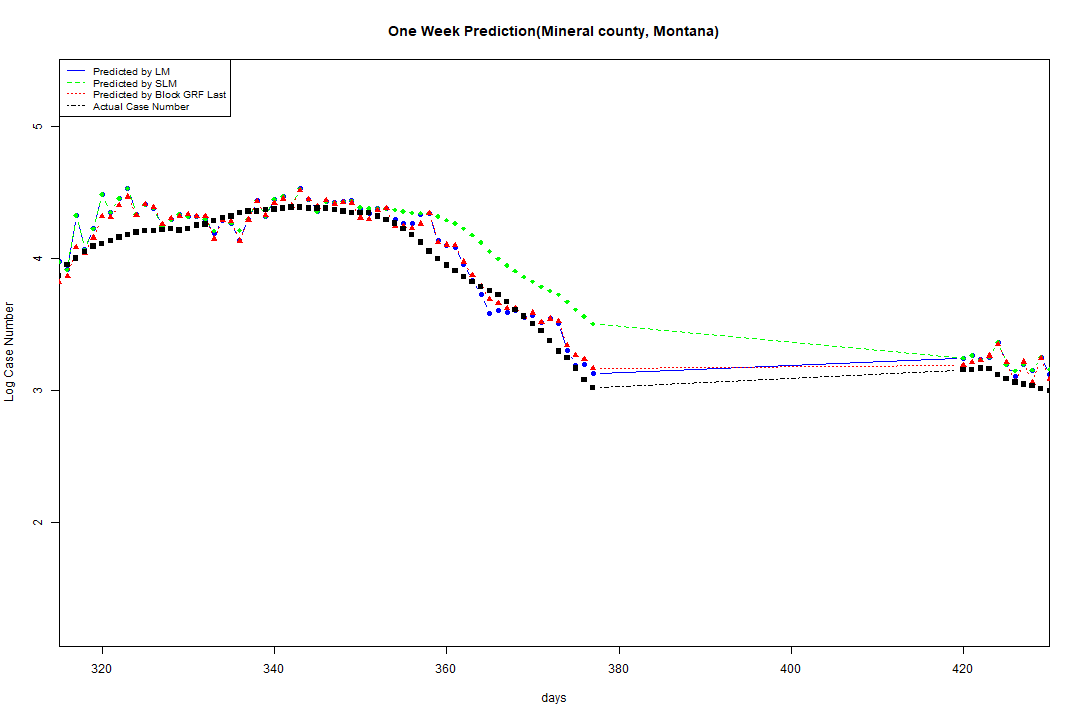 One Week Prediction(Mineral county, Montana)
Predicted by LM
Predicted by SLM
Predicted by Block GRF Last
Actual Case Number
5
4
3
2
Log Case Number
320 340 360 380 400 420
days